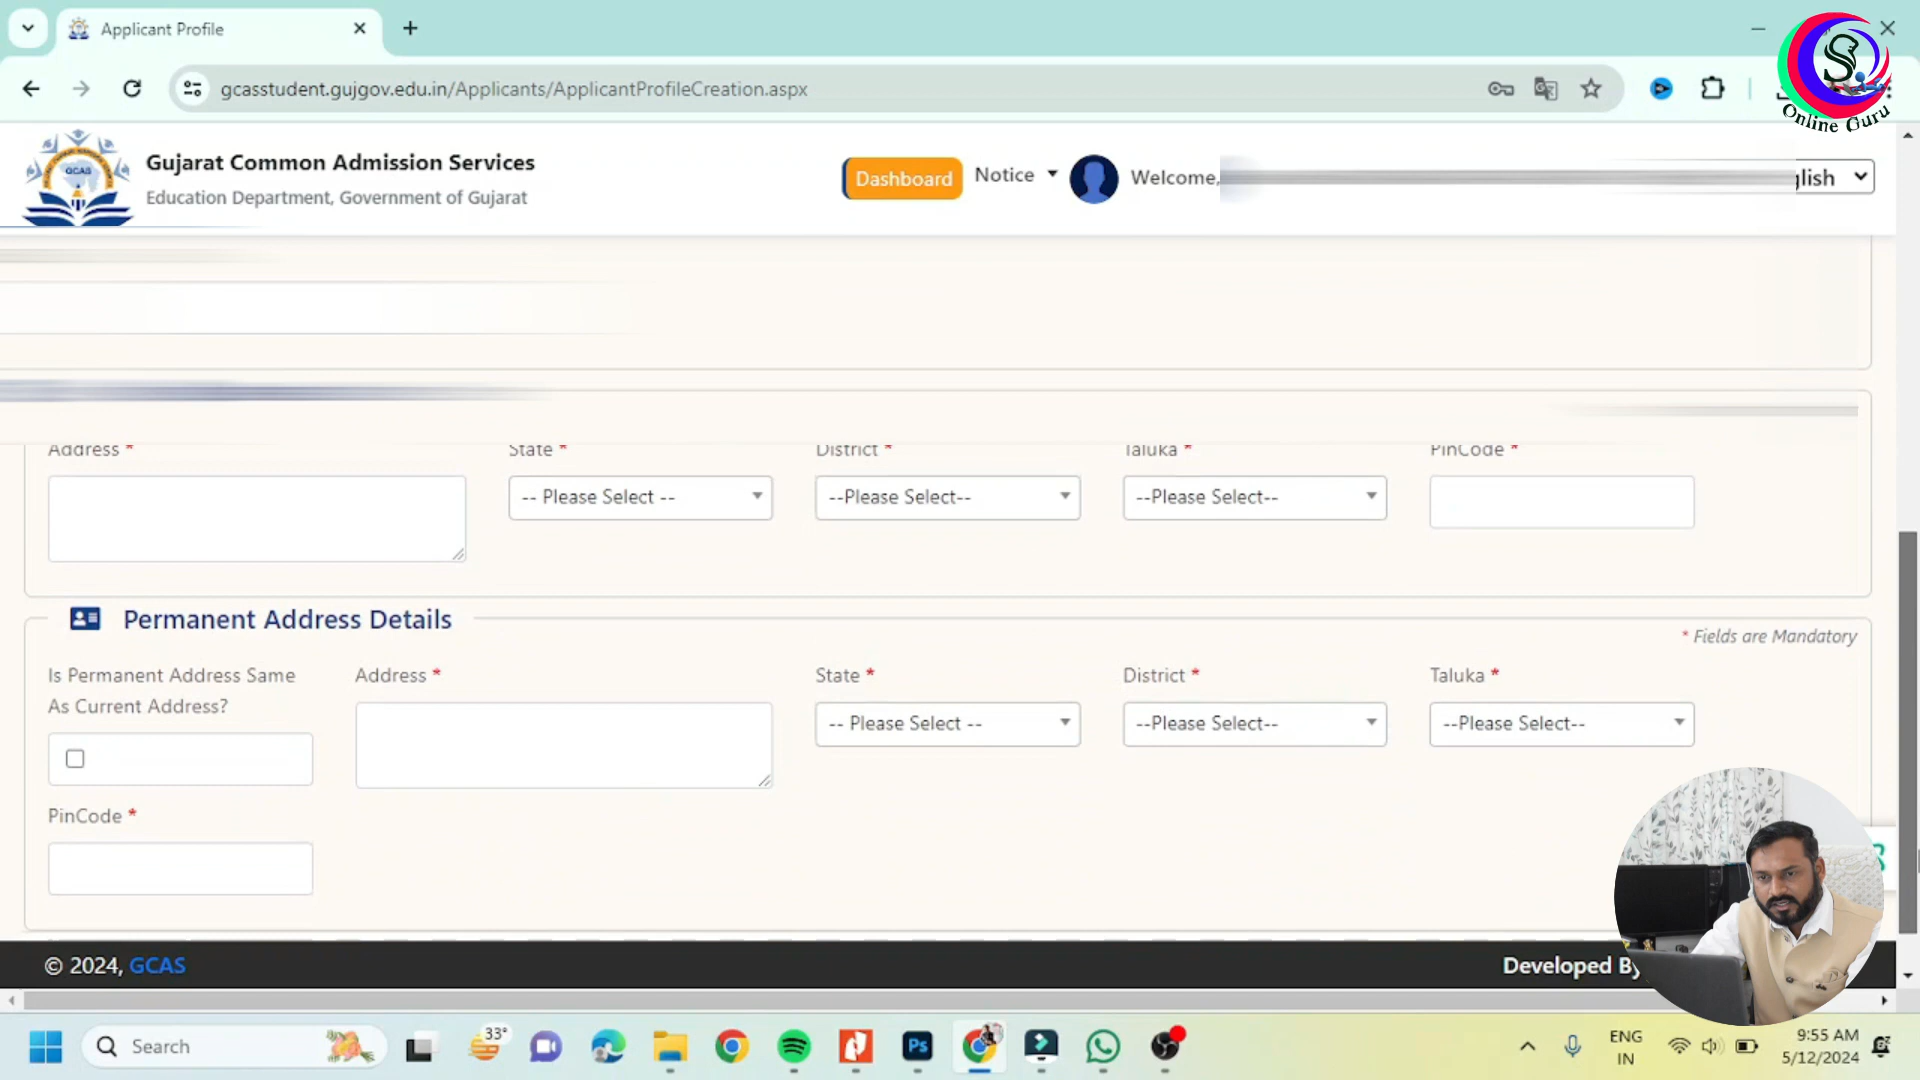 Applicant Profile
gcasstudent.gujgov.edu.in/Applicants/ApplicantProfileCreation.aspx
Online Guru
GCAS
Gujarat Common Admission Services
Education Department, Government of Gujarat
Dashboard
Notice
Welcome,
glish
Address *
State *
District *
Taluka *
PinCode *
-- Please Select --
--Please Select--
--Please Select--
Permanent Address Details
* Fields are Mandatory
Is Permanent Address Same
As Current Address?
Address *
State *
District *
Taluka *
-- Please Select --
--Please Select--
--Please Select--
PinCode *
© 2024, GCAS
Developed By
Search
33°
Ps
ENG
IN
9:55 AM
5/12/2024